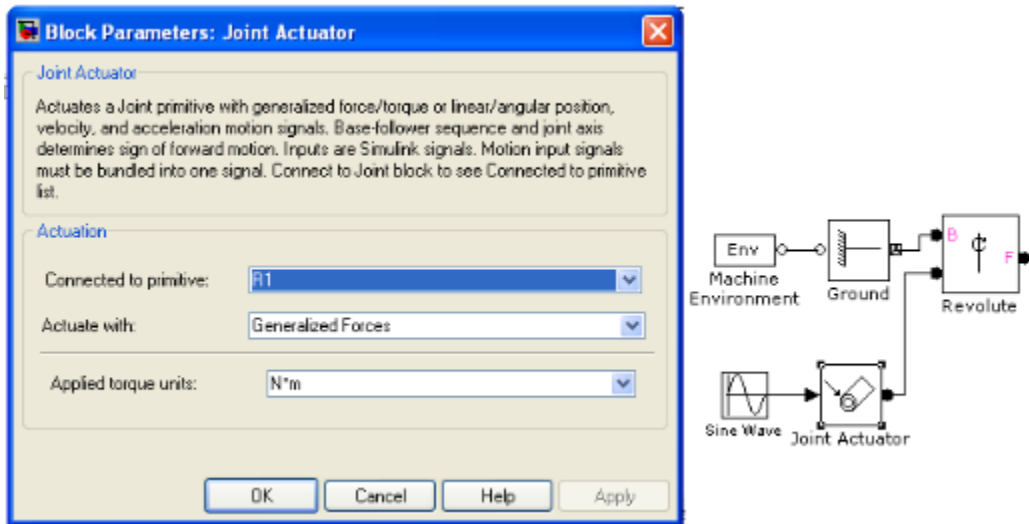 Block Parameters: Joint Actuator
Joint Actuator
Actuates a Joint primitive with generalized force/torque or linear/angular position,
velocity, and acceleration motion signals. Base-follower sequence and joint axis
determines sign of forward motion. Inputs are Simulink signals. Motion input signals
must be bundled into one signal. Connect to Joint block to see Connected to primitive
list.
Actuation
Connected to primitive: R1
Actuate with: Generalized Forces
Applied torque units: N*m
OK Cancel Help Apply
Env
Machine
Environment
Ground
B
F
Revolute
Sine Wave
Joint Actuator